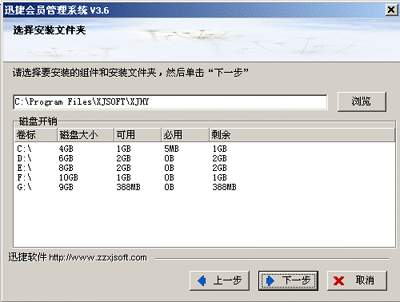 迅捷会员管理系统 V3.6
选择安装文件夹
请选择要安装的组件和安装文件夹，然后单击“下一步”
C:\Program Files\XJSOFT\XJHY 浏览
磁盘开销
卷标 磁盘大小 可用 必用 剩余
C:\ 4GB 1GB 5MB 1GB
D:\ 6GB 2GB 0B 2GB
E:\ 8GB 2GB 0B 2GB
F:\ 10GB 1GB 0B 1GB
G:\ 9GB 388MB 0B 388MB
迅捷软件 http://www.zzxjsoft.com
上一步 下一步 取消